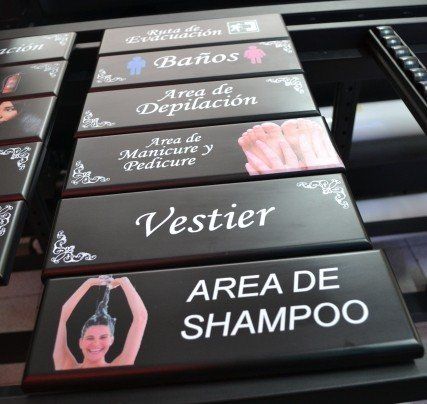 Ruta de
Evacuación
Baños
Area de
Depilación
Area de
Manicure y
Pedicure
Vestier
AREA DE
SHAMPOO